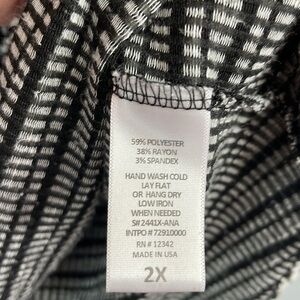 59% POLYESTER
38% RAYON
3% SPANDEX
HAND WASH COLD
LAY FLAT
OR HANG DRY
LOW IRON
WHEN NEEDED
S# 2441X-ANA
INTPO # 72910000
RN # 12342
MADE IN USA
2X